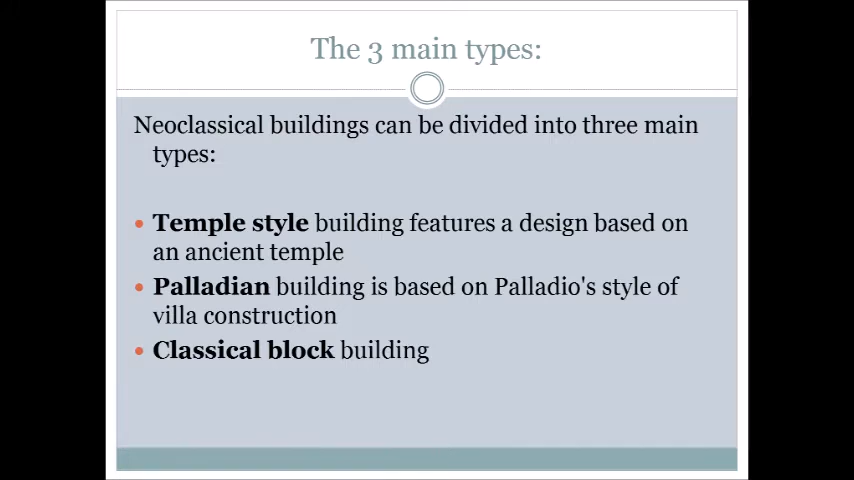 The 3 main types:
Neoclassical buildings can be divided into three main
types:
Temple style building features a design based on
an ancient temple
Palladian building is based on Palladio's style of
villa construction
Classical block building